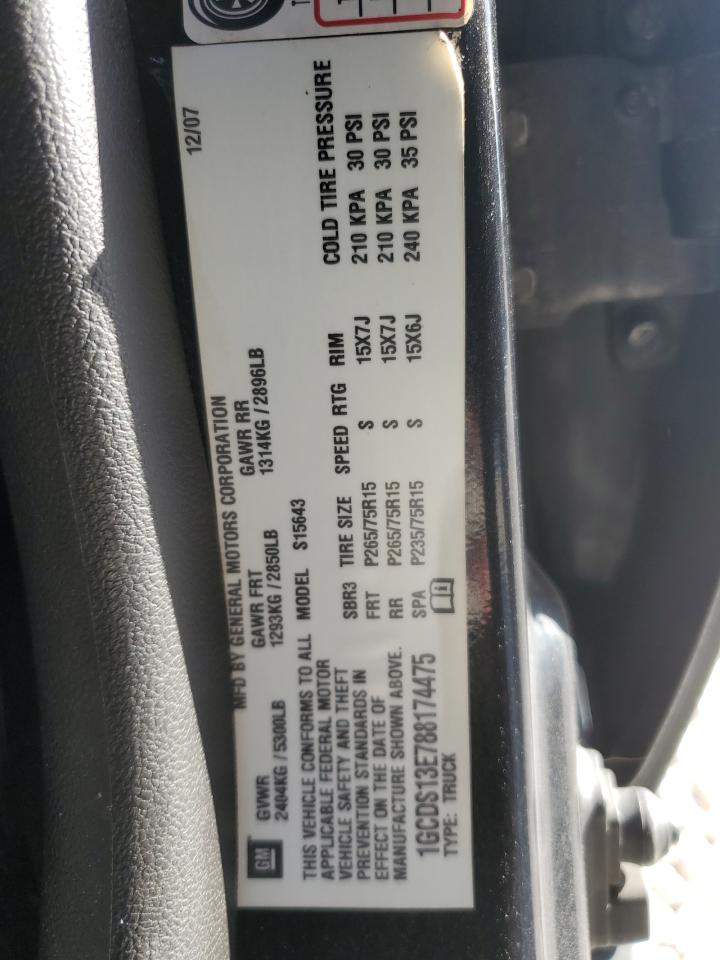 MFD BY GENERAL MOTORS CORPORATION
12/07
GM
GVWR GAWR FRT GAWR RR
2404KG / 5300LB 1293KG / 2850LB 1314KG / 2896LB
THIS VEHICLE CONFORMS TO ALL
APPLICABLE FEDERAL MOTOR
VEHICLE SAFETY AND THEFT
PREVENTION STANDARDS IN
EFFECT ON THE DATE OF
MANUFACTURE SHOWN ABOVE.
1GCDS13E788174475
TYPE: TRUCK
MODEL S15643
SBR3 TIRE SIZE SPEED RTG RIM COLD TIRE PRESSURE
FRT P265/75R15 S 15X7J 210 KPA 30 PSI
RR P265/75R15 S 15X7J 210 KPA 30 PSI
SPA P235/75R15 S 15X6J 240 KPA 35 PSI